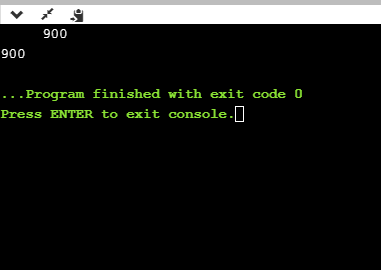 900
900
...Program finished with exit code 0
Press ENTER to exit console.